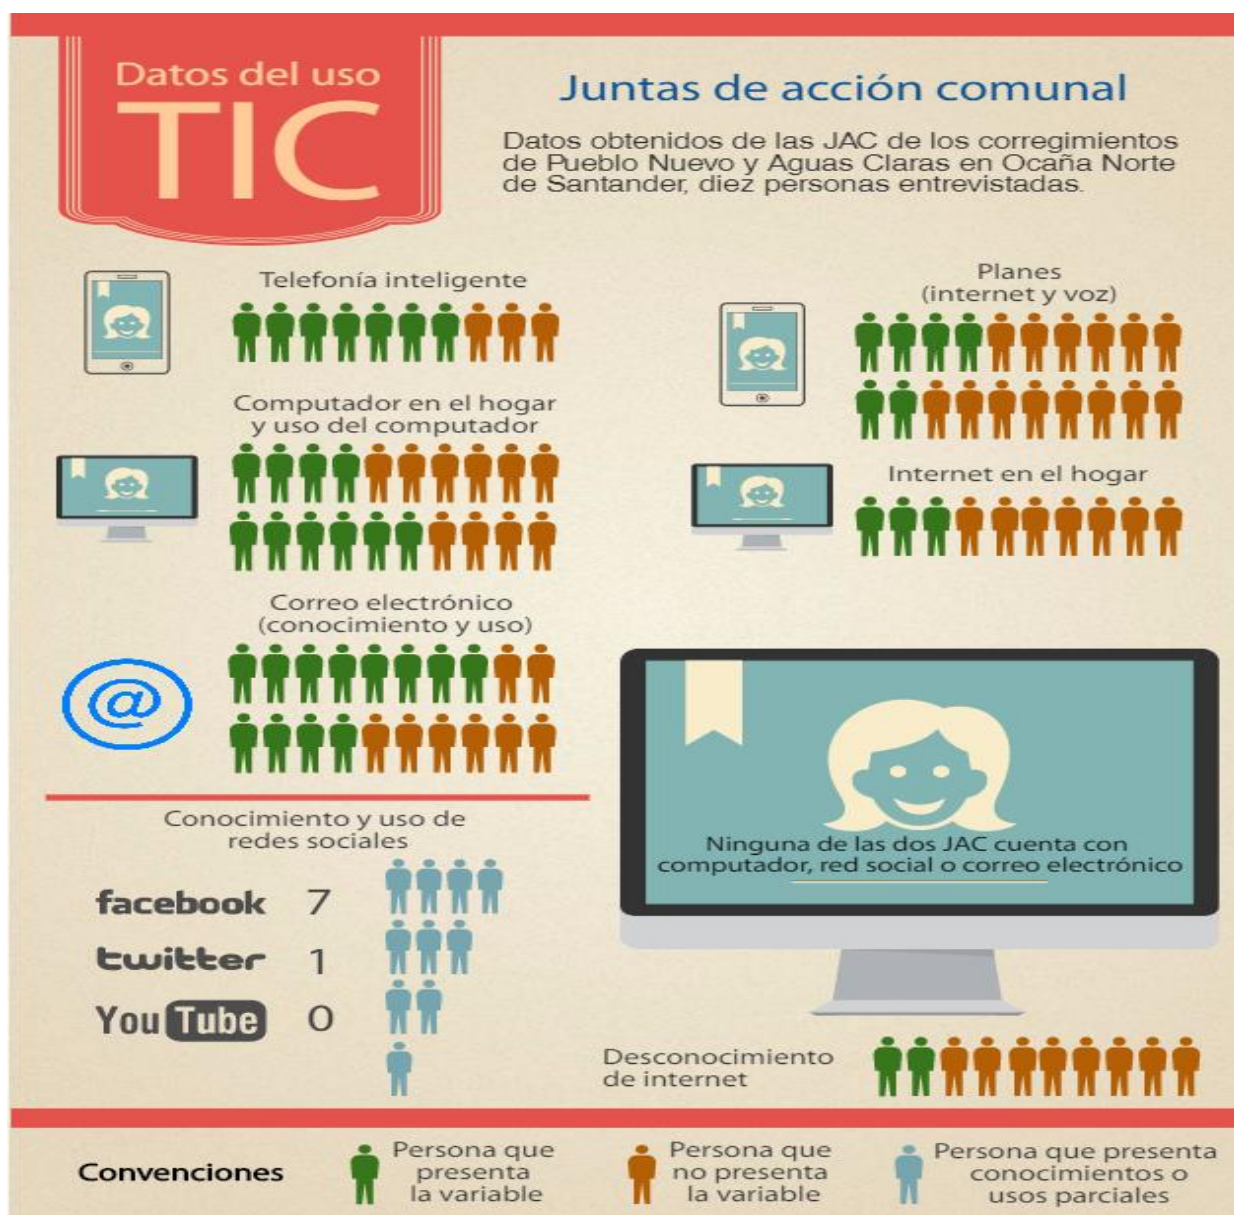 Datos del uso
TIC
Juntas de acción comunal
Datos obtenidos de las JAC de los corregimientos
de Pueblo Nuevo y Aguas Claras en Ocaña Norte
de Santander, diez personas entrevistadas.
Telefonía inteligente
Planes
(internet y voz)
Computador en el hogar
y uso del computador
Internet en el hogar
Correo electrónico
(conocimiento y uso)
@
Conocimiento y uso de
redes sociales
facebook 7
twitter 1
YouTube 0
Ninguna de las dos JAC cuenta con
computador, red social o correo electrónico
Desconocimiento
de internet
Convenciones
Persona que
presenta
la variable
Persona que
no presenta
la variable
Persona que presenta
conocimientos o
usos parciales